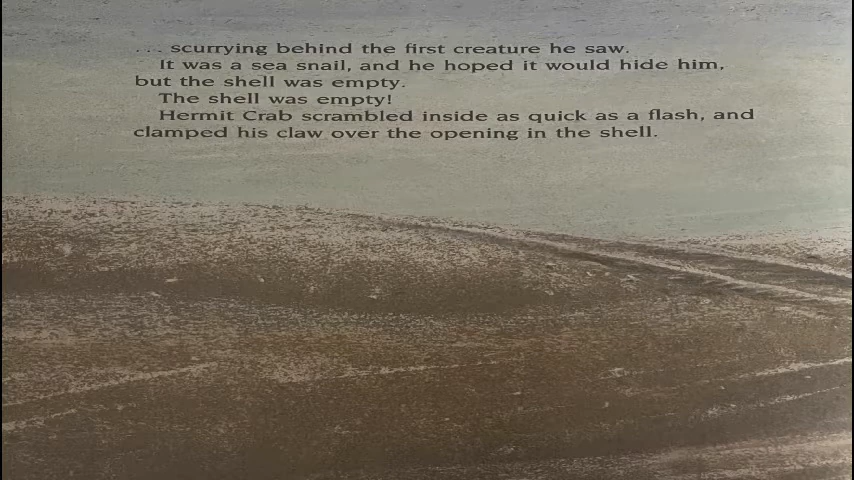 . . . scurrying behind the first creature he saw.
It was a sea snail, and he hoped it would hide him,
but the shell was empty.
The shell was empty!
Hermit Crab scrambled inside as quick as a flash, and
clamped his claw over the opening in the shell.